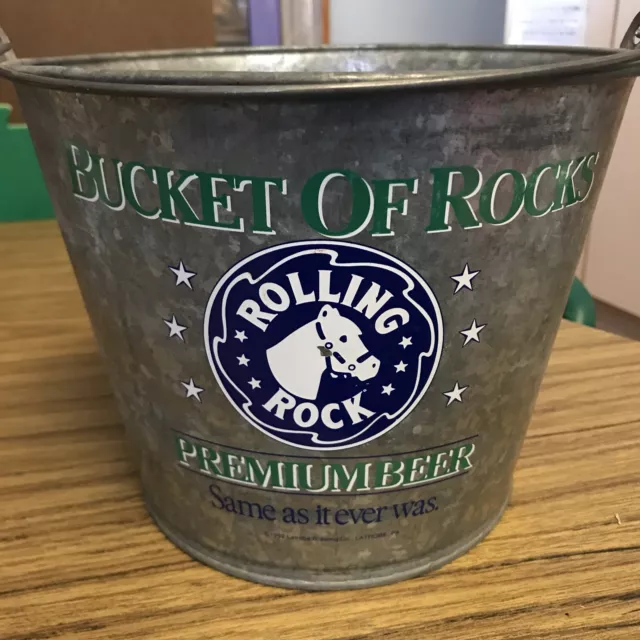 BUCKET OF ROCKS
ROLLING
ROCK
PREMIUM BEER
Same as it ever was.